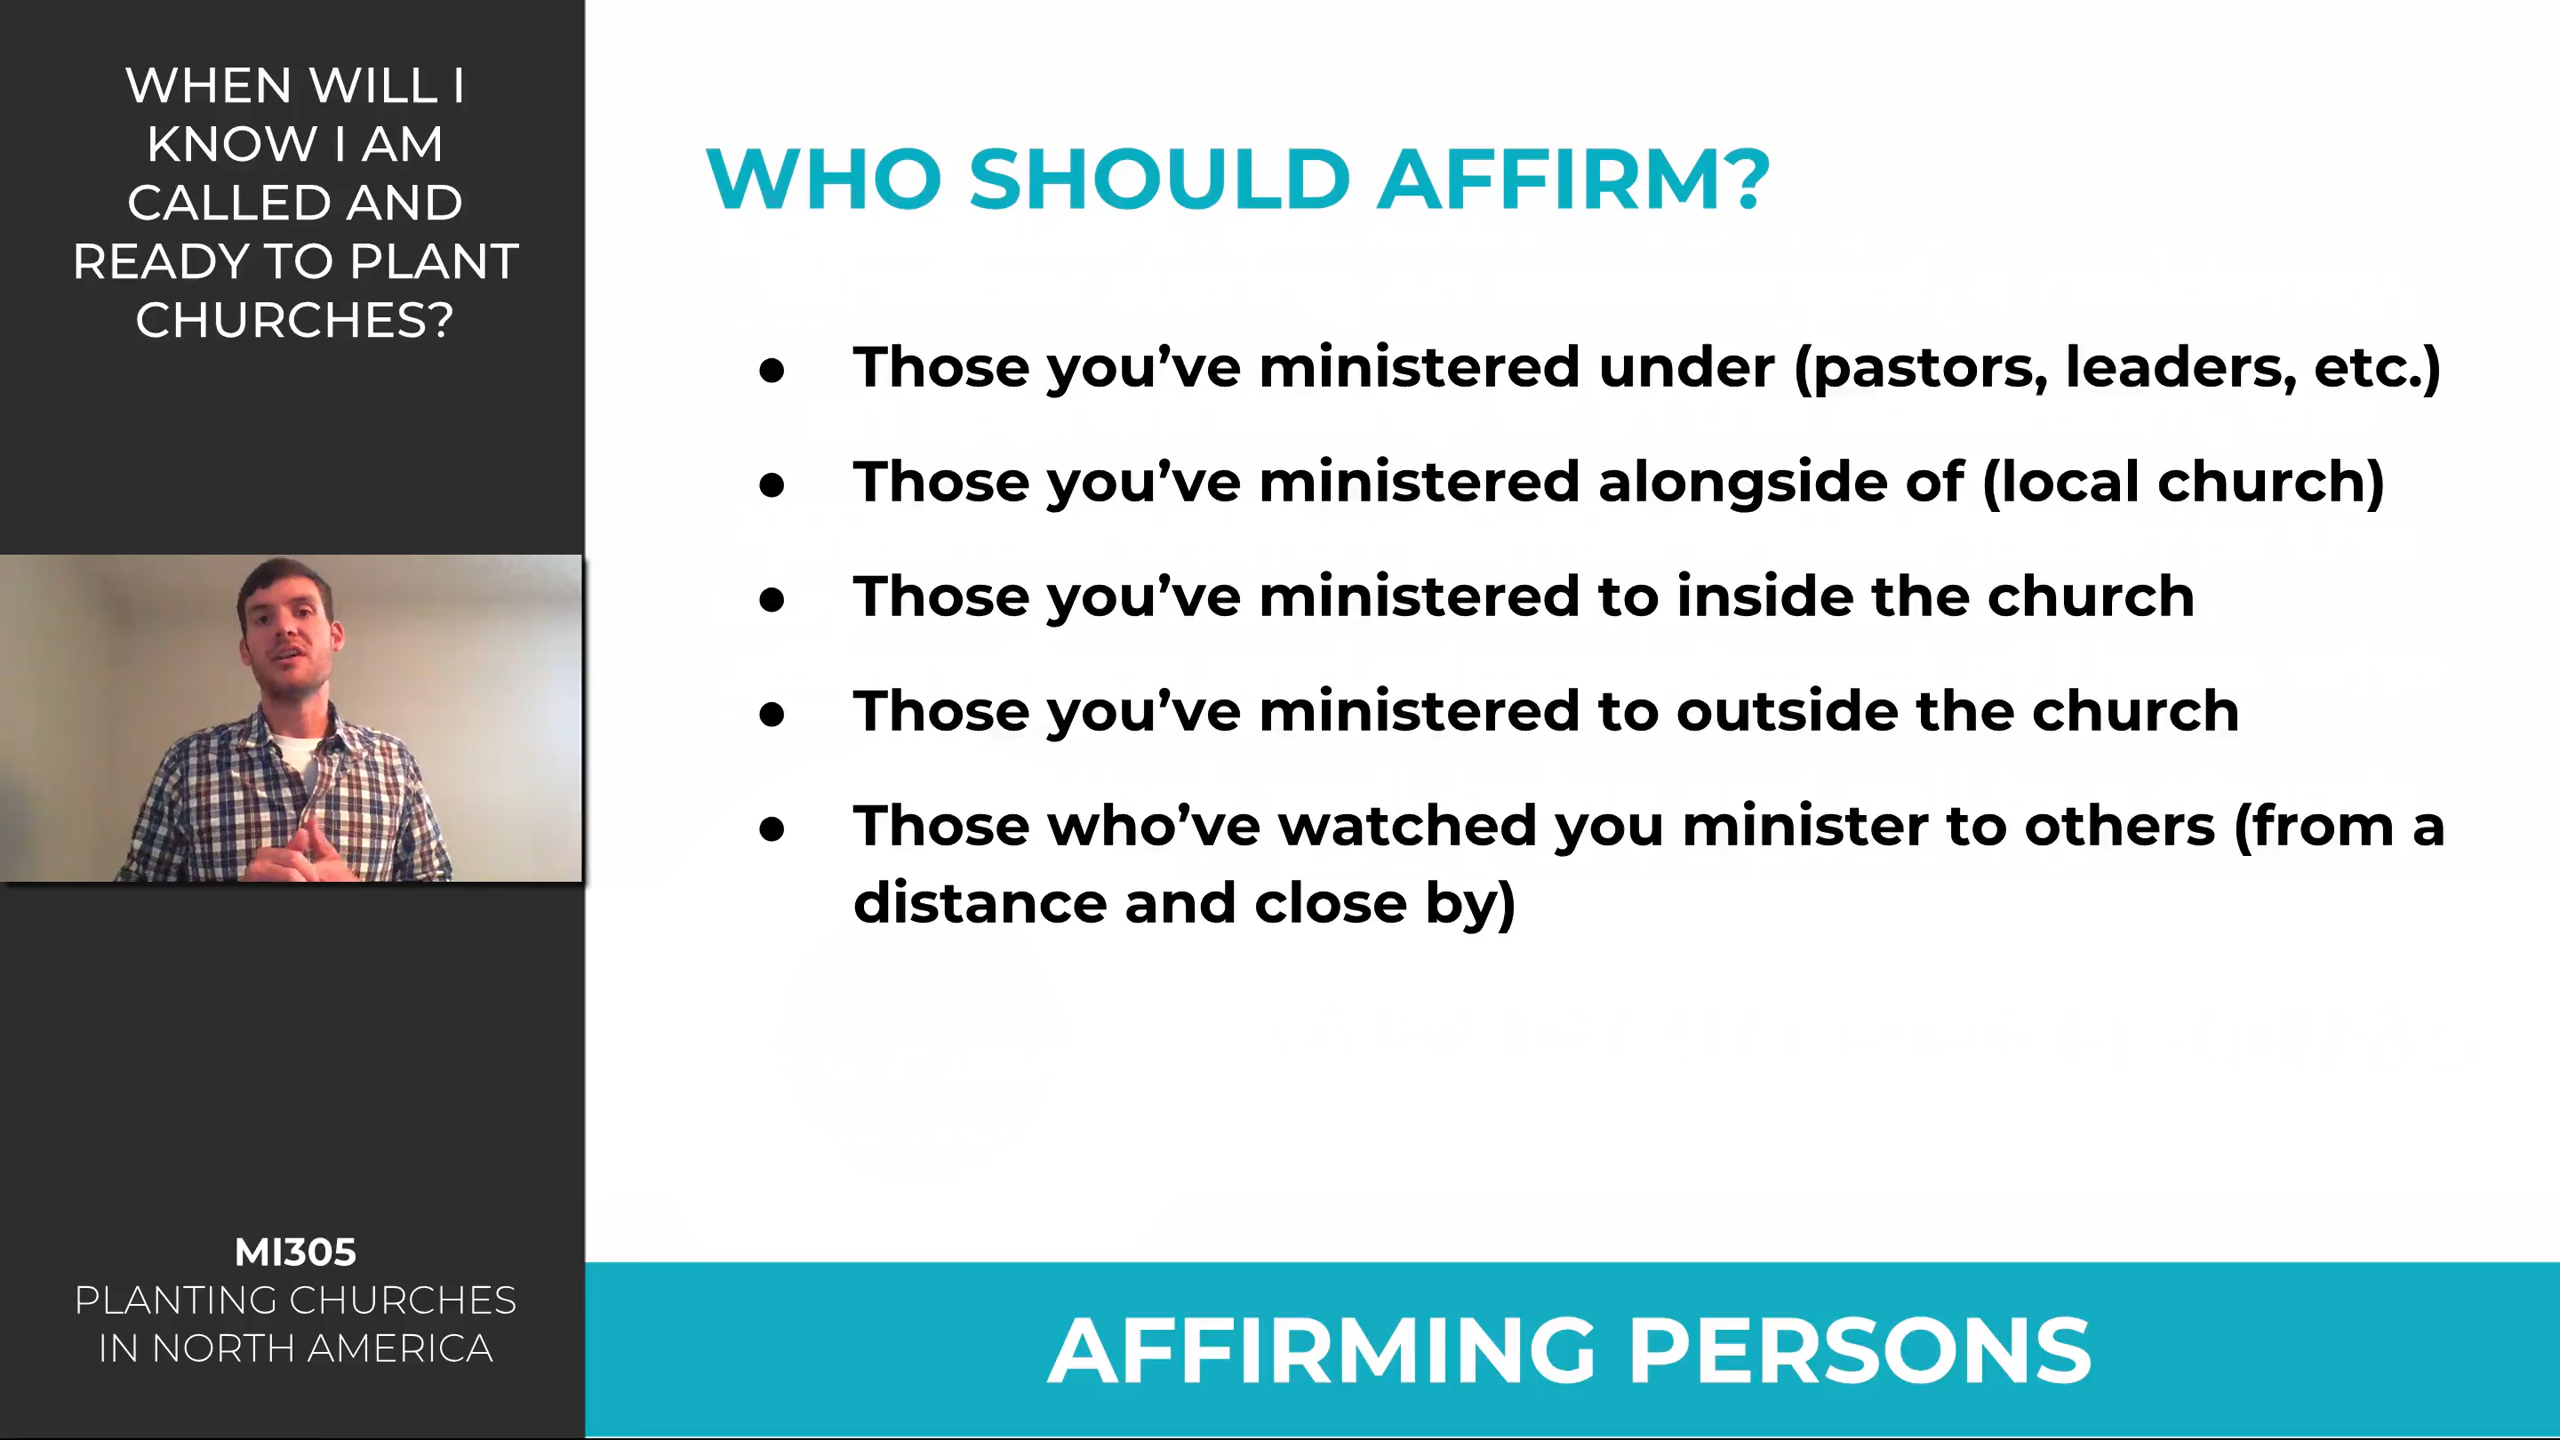 WHEN WILL I
KNOW I AM
CALLED AND
READY TO PLANT
CHURCHES?
MI305
PLANTING CHURCHES
IN NORTH AMERICA
WHO SHOULD AFFIRM?
● Those you’ve ministered under (pastors, leaders, etc.)
● Those you’ve ministered alongside of (local church)
● Those you’ve ministered to inside the church
● Those you’ve ministered to outside the church
● Those who’ve watched you minister to others (from a
distance and close by)
AFFIRMING PERSONS